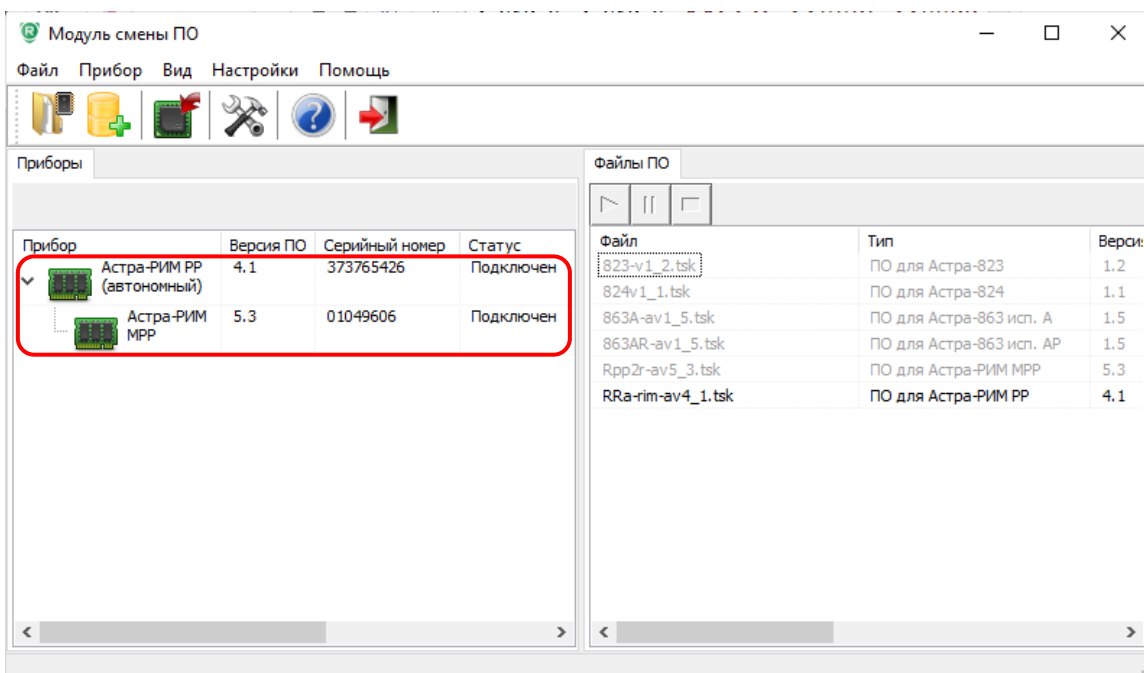 Модуль смены ПО
Файл Прибор Вид Настройки Помощь
Приборы
Прибор Версия ПО Серийный номер Статус
Астра-РИМ РР 4.1 373765426 Подключен
(автономный)
Астра-РИМ 5.3 01049606 Подключен
МРР
Файлы ПО
Файл Тип Версия
823-v1_2.tsk ПО для Астра-823 1.2
824v1_1.tsk ПО для Астра-824 1.1
863A-av1_5.tsk ПО для Астра-863 исп. А 1.5
863AR-av1_5.tsk ПО для Астра-863 исп. АР 1.5
Rpp2r-av5_3.tsk ПО для Астра-РИМ МРР 5.3
RRa-rim-av4_1.tsk ПО для Астра-РИМ РР 4.1